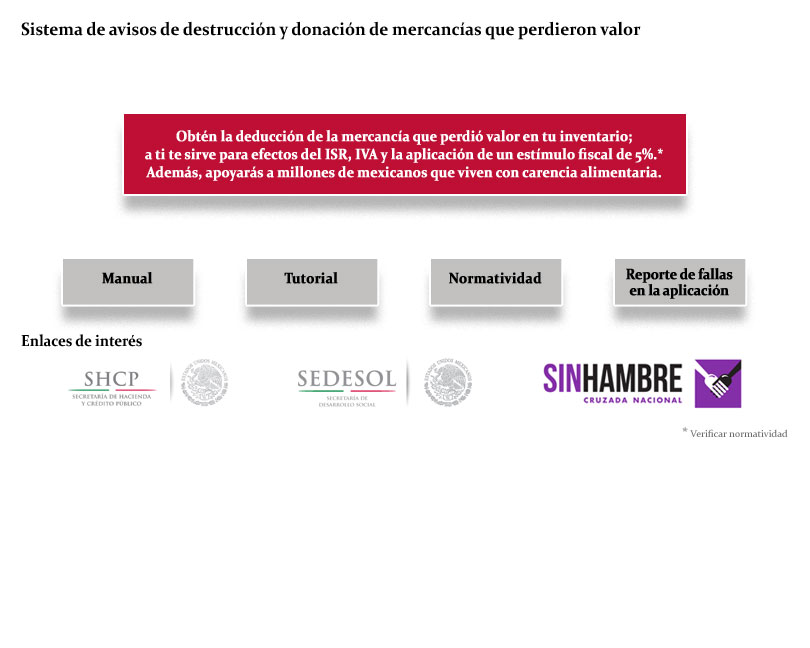 Sistema de avisos de destrucción y donación de mercancías que perdieron valor
Obtén la deducción de la mercancía que perdió valor en tu inventario;
a ti te sirve para efectos del ISR, IVA y la aplicación de un estímulo fiscal de 5%.*
Además, apoyarás a millones de mexicanos que viven con carencia alimentaria.
Manual
Tutorial
Normatividad
Reporte de fallas
en la aplicación
Enlaces de interés
SHCP
SECRETARÍA DE HACIENDA
Y CRÉDITO PÚBLICO
ESTADOS UNIDOS MEXICANOS
SEDESOL
SECRETARÍA DE
DESARROLLO SOCIAL
ESTADOS UNIDOS MEXICANOS
SINHAMBRE
CRUZADA NACIONAL
* Verificar normatividad